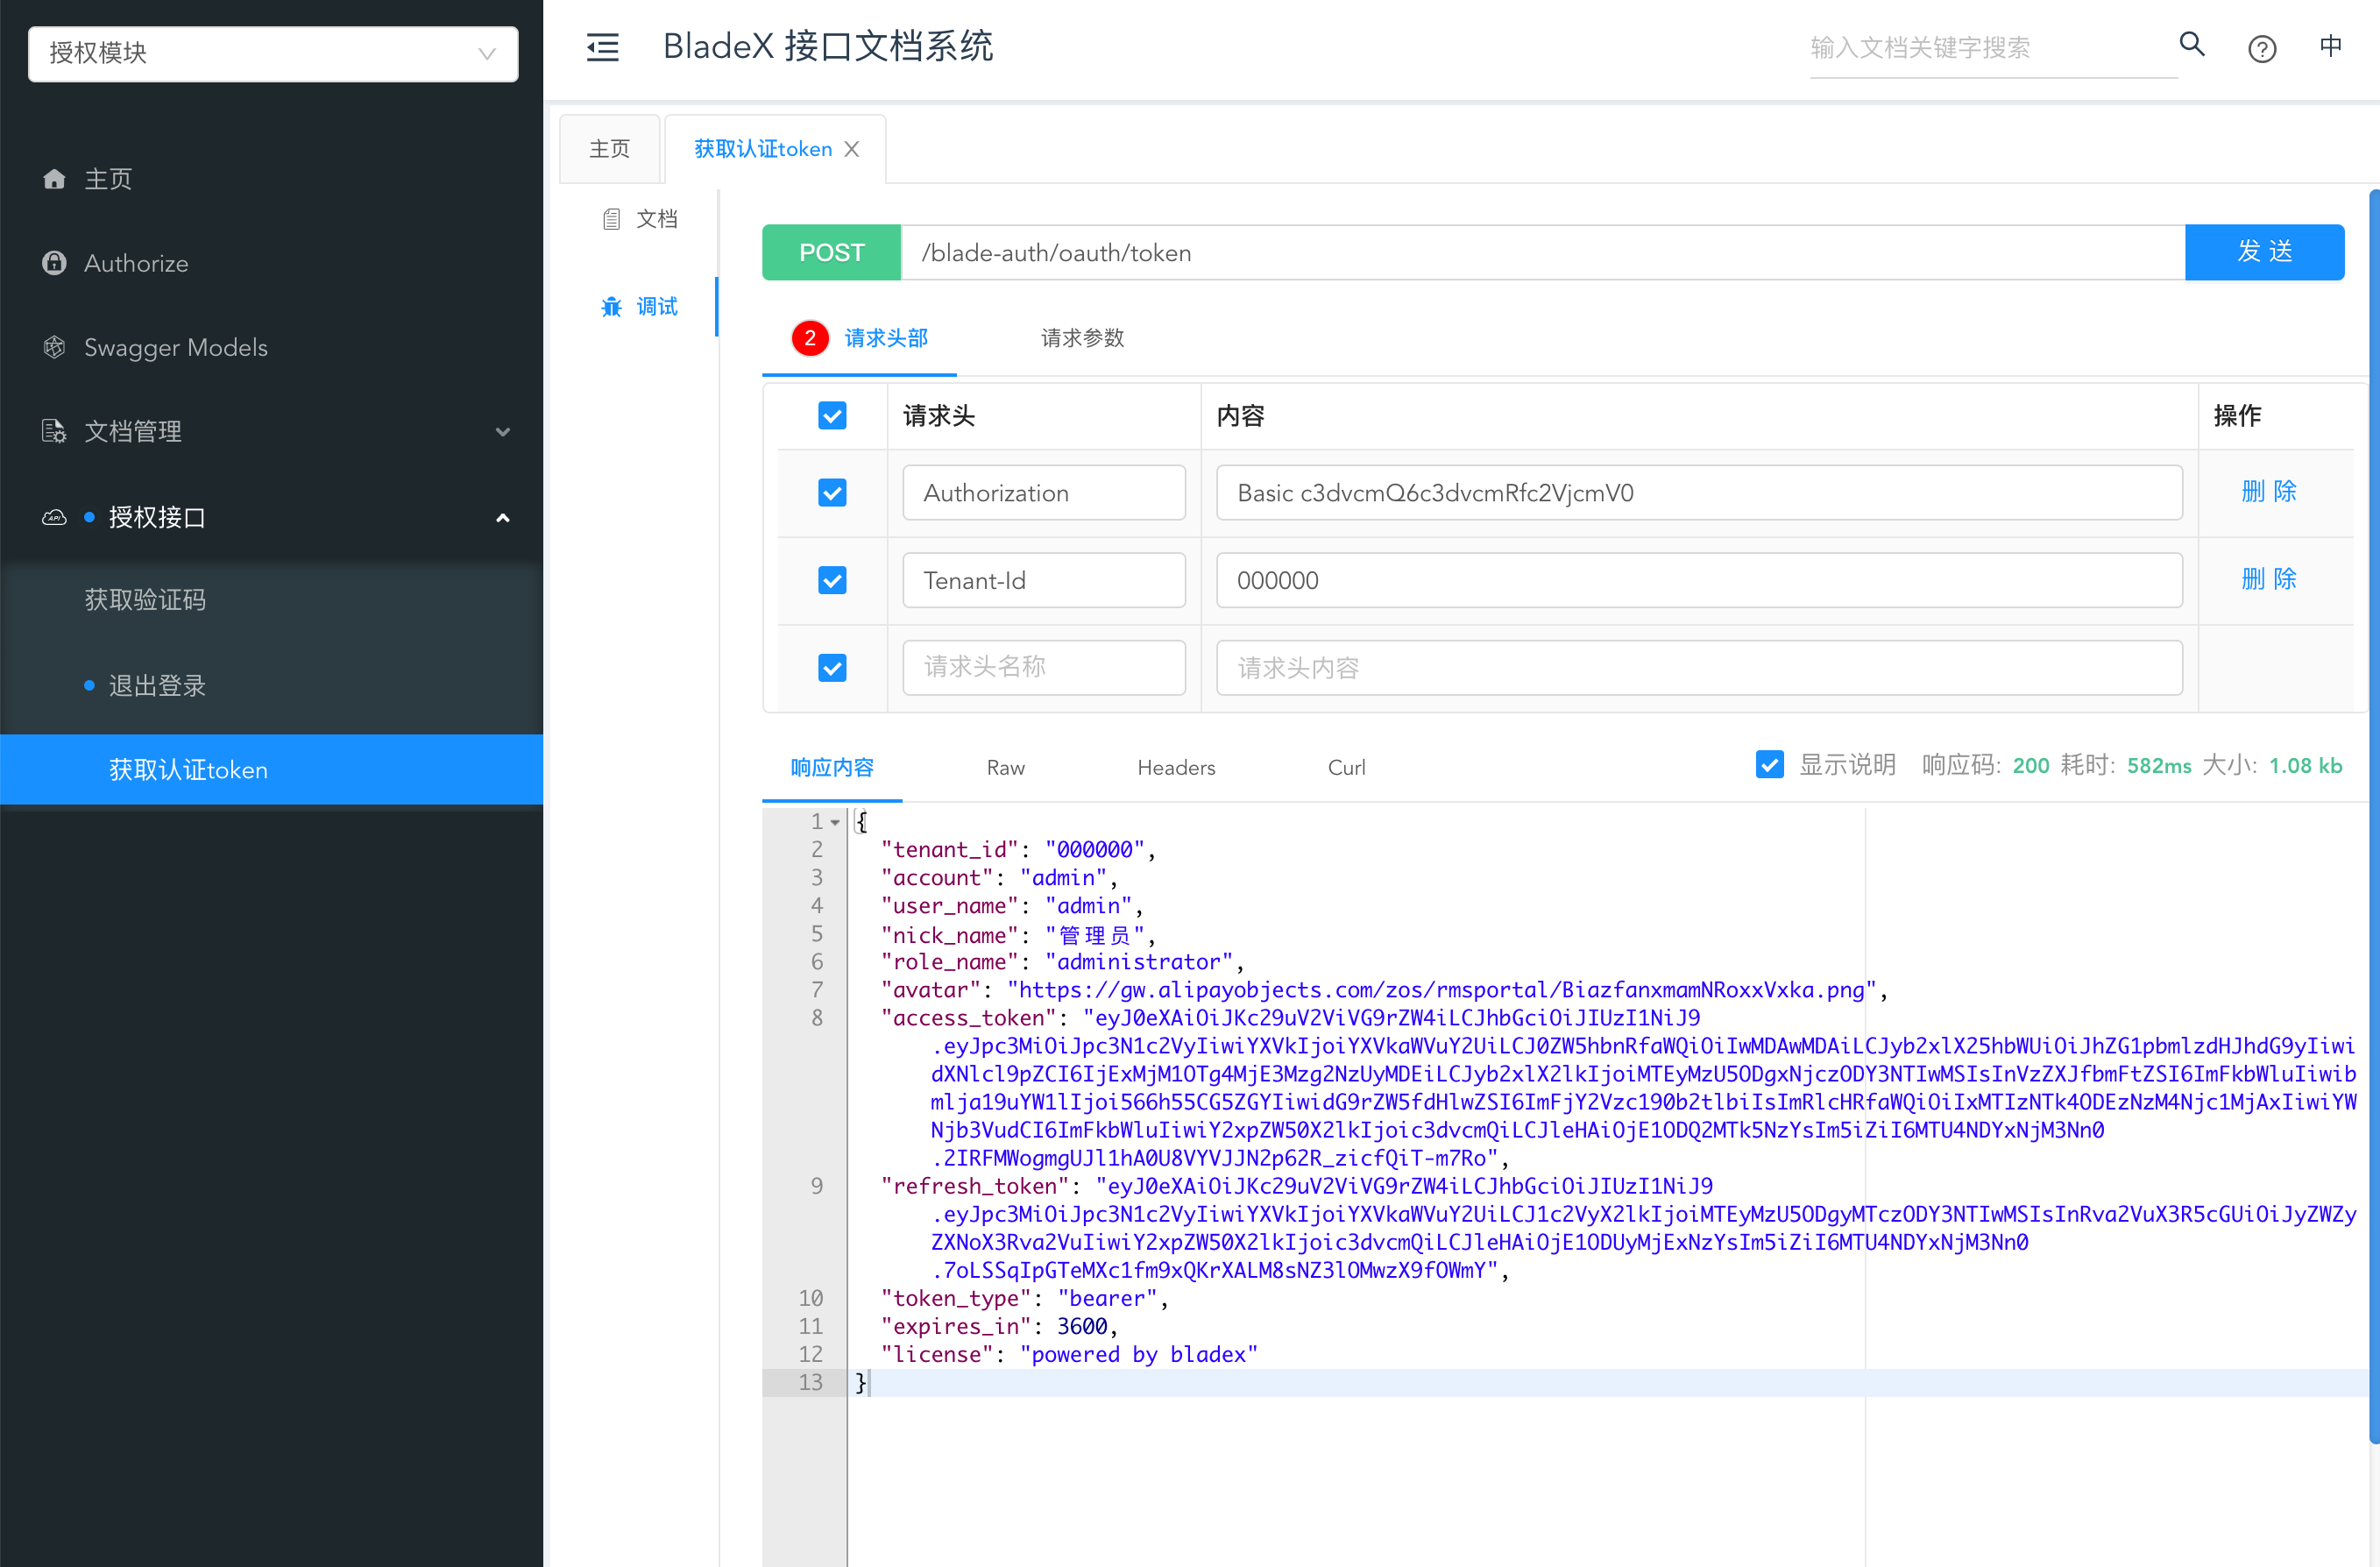 授权模块
BladeX 接口文档系统
输入文档关键字搜索
中
主页
Authorize
Swagger Models
文档管理
API
授权接口
获取验证码
退出登录
获取认证token
主页
获取认证token
文档
调试
POST
/blade-auth/oauth/token
发 送
2
请求头部
请求参数
请求头
内容
操作
Authorization
Basic c3dvcmQ6c3dvcmRfc2VjcmV0
删 除
Tenant-Id
000000
删 除
请求头名称
请求头内容
响应内容
Raw
Headers
Curl
显示说明
响应码: 200 耗时: 582ms 大小: 1.08 kb
1 {
2 "tenant_id": "000000",
3 "account": "admin",
4 "user_name": "admin",
5 "nick_name": "管理员",
6 "role_name": "administrator",
7 "avatar": "https://gw.alipayobjects.com/zos/rmsportal/BiazfanxmamNRoxxVxka.png",
8 "access_token": "eyJ0eXAiOiJKc29uV2ViVG9rZW4iLCJhbGciOiJIUzI1NiJ9
.eyJpc3MiOiJpc3N1c2VyIiwiYXVkIjoiYXVkaWVuY2UiLCJ0ZW5hbnRfaWQiOiIwMDAwMDAiLCJyb2xlX25hbWUiOiJhZG1pbmlzdHJhdG9yIiwi
dXNlcl9pZCI6IjExMjM1OTg4MjE3Mzg2NzUyMDEiLCJyb2xlX2lkIjoiMTEyMzU5ODgxNjczODY3NTIwMSIsInVzZXJfbmFtZSI6ImFkbWluIiwib
mlja19uYW1lIjoi566h55CG5ZGYIiwidG9rZW5fdHlwZSI6ImFjY2Vzc190b2tlbiIsImRlcHRfaWQiOiIxMTIzNTk4ODEzNzM4Njc1MjAxIiwiYW
Njb3VudCI6ImFkbWluIiwiY2xpZW50X2lkIjoic3dvcmQiLCJleHAiOjE1ODQ2MTk5NzYsIm5iZiI6MTU4NDYxNjM3Nn0
.2IRFMWogmgUJl1hA0U8VYVJJN2p62R_zicfQiT-m7Ro",
9 "refresh_token": "eyJ0eXAiOiJKc29uV2ViVG9rZW4iLCJhbGciOiJIUzI1NiJ9
.eyJpc3MiOiJpc3N1c2VyIiwiYXVkIjoiYXVkaWVuY2UiLCJ1c2VyX2lkIjoiMTEyMzU5ODgyMTczODY3NTIwMSIsInRva2VuX3R5cGUiOiJyZWZy
ZXNoX3Rva2VuIiwiY2xpZW50X2lkIjoic3dvcmQiLCJleHAiOjE1ODUyMjExNzYsIm5iZiI6MTU4NDYxNjM3Nn0
.7oLSSqIpGTeMXc1fm9xQKrXALM8sNZ3lOMwzX9fOWmY",
10 "token_type": "bearer",
11 "expires_in": 3600,
12 "license": "powered by bladex"
13 }